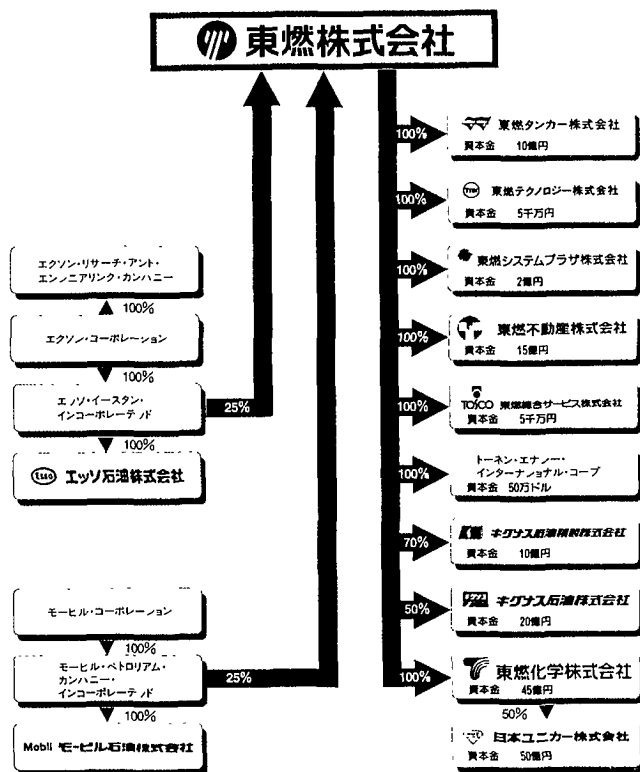 東燃株式会社
100%
東燃タンカー株式会社
資本金 10億円
100%
東燃テクノロジー株式会社
資本金 5千万円
100%
東燃システムプラザ株式会社
資本金 2億円
100%
東燃不動産株式会社
資本金 15億円
100%
TOSCO 東燃総合サービス株式会社
資本金 5千万円
100%
トーネン・エナジー・
インターナショナル・コープ
資本金 50万ドル
70%
キグナス石油精製株式会社
資本金 10億円
50%
キグナス石油株式会社
資本金 20億円
100%
東燃化学株式会社
資本金 45億円
50%
日本ユニカー株式会社
資本金 50億円
エクソン・リサーチ・アンド・
エンジニアリング・カンパニー
100%
エクソン・コーポレーション
100%
エッソ・イースタン・
インコーポレーテッド
25%
100%
Esso エッソ石油株式会社
モービル・コーポレーション
100%
モービル・ペトロリアム・
カンパニー・
インコーポレーテッド
25%
100%
Mobil モービル石油株式会社